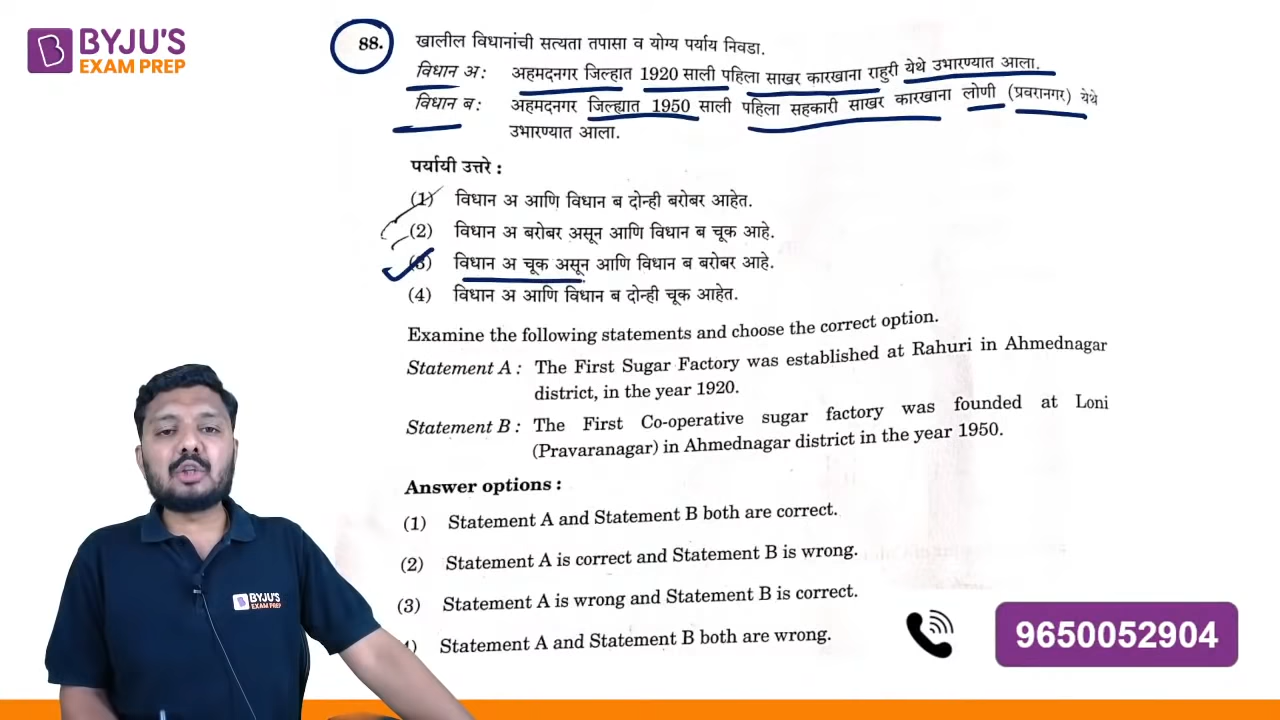 BYJU'S
EXAM PREP
88. खालील विधानांची सत्यता तपासा व योग्य पर्याय निवडा.
विधान अ : अहमदनगर जिल्हात 1920 साली पहिला साखर कारखाना राहुरी येथे उभारण्यात आला.
विधान ब : अहमदनगर जिल्ह्यात 1950 साली पहिला सहकारी साखर कारखाना लोणी (प्रवरानगर) येथे
उभारण्यात आला.
पर्यायी उत्तरे :
(1) विधान अ आणि विधान ब दोन्ही बरोबर आहेत.
(2) विधान अ बरोबर असून आणि विधान ब चूक आहे.
(3) विधान अ चूक असून आणि विधान ब बरोबर आहे.
(4) विधान अ आणि विधान ब दोन्ही चूक आहेत.
Examine the following statements and choose the correct option.
Statement A : The First Sugar Factory was established at Rahuri in Ahmednagar
district, in the year 1920.
Statement B : The First Co-operative sugar factory was founded at Loni
(Pravaranagar) in Ahmednagar district in the year 1950.
Answer options :
(1) Statement A and Statement B both are correct.
(2) Statement A is correct and Statement B is wrong.
(3) Statement A is wrong and Statement B is correct.
) Statement A and Statement B both are wrong.
BYJU'S
EXAM PREP
9650052904